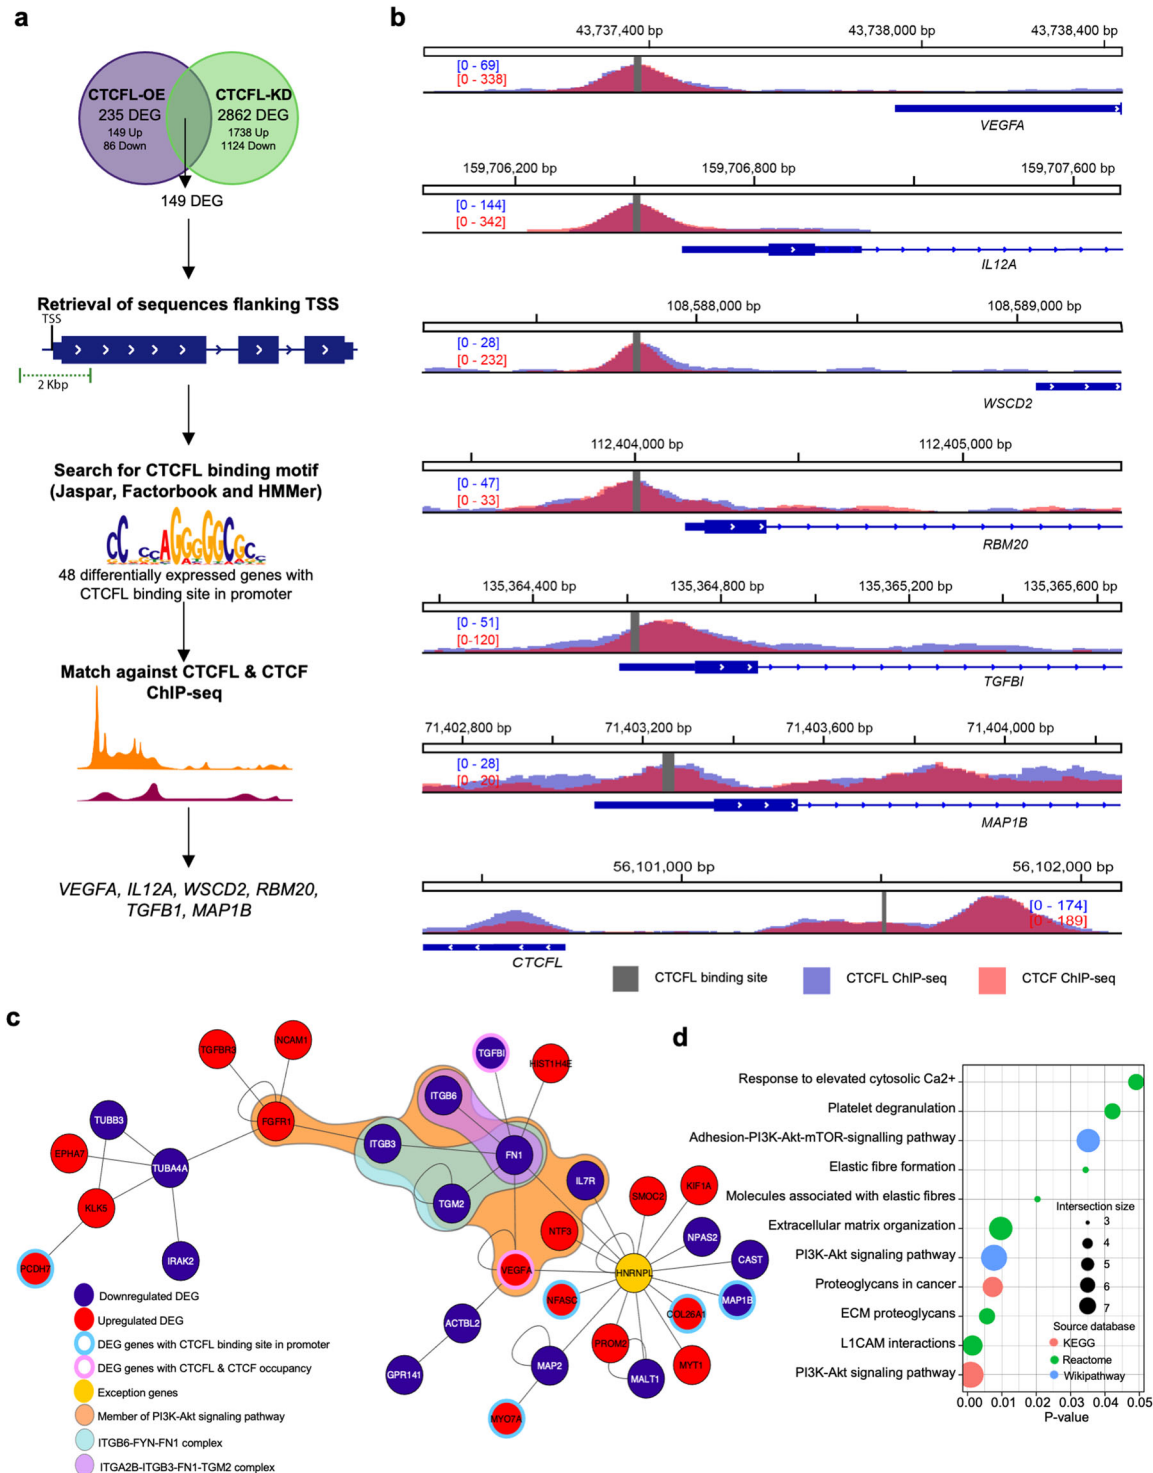 a
CTCFL-OE
235 DEG
149 Up
86 Down
CTCFL-KD
2862 DEG
1738 Up
1124 Down
149 DEG
Retrieval of sequences flanking TSS
TSS
2 Kbp
Search for CTCFL binding motif
(Jaspar, Factorbook and HMMer)
48 differentially expressed genes with
CTCFL binding site in promoter
Match against CTCFL & CTCF
ChIP-seq
VEGFA, IL12A, WSCD2, RBM20,
TGFB1, MAP1B
b
43,737,400 bp 43,738,000 bp 43,738,400 bp
[0 - 69]
[0 - 338]
VEGFA
159,706,200 bp 159,706,800 bp 159,707,600 bp
[0 - 144]
[0 - 342]
IL12A
108,588,000 bp 108,589,000 bp
[0 - 28]
[0 - 232]
WSCD2
112,404,000 bp 112,405,000 bp
[0 - 47]
[0 - 33]
RBM20
135,364,400 bp 135,364,800 bp 135,365,200 bp 135,365,600 bp
[0 - 51]
[0-120]
TGFBI
71,402,800 bp 71,403,200 bp 71,403,600 bp 71,404,000 bp
[0 - 28]
[0 - 20]
MAP1B
56,101,000 bp 56,102,000 bp
[0 - 174]
[0 - 189]
CTCFL
CTCFL binding site CTCFL ChIP-seq CTCF ChIP-seq
c
TGFBR3
NCAM1
TGFBI
HIST1H4E
ITGB6
TUBB3
FGFR1
ITGB3
FN1
EPHA7
TUBA4A
IL7R
KIF1A
SMOC2
KLK5
TGM2
NTF3
NPAS2
IRAK2
PCDH7
VEGFA
HNRNPL
CAST
NFASC
COL26A1
MAP1B
ACTBL2
PROM2
GPR141
MAP2
MALT1
MYT1
MYO7A
Downregulated DEG
Upregulated DEG
DEG genes with CTCFL binding site in promoter
DEG genes with CTCFL & CTCF occupancy
Exception genes
Member of PI3K-Akt signaling pathway
ITGB6-FYN-FN1 complex
ITGA2B-ITGB3-FN1-TGM2 complex
d
Response to elevated cytosolic Ca2+
Platelet degranulation
Adhesion-PI3K-Akt-mTOR-signalling pathway
Elastic fibre formation
Molecules associated with elastic fibres
Extracellular matrix organization
PI3K-Akt signaling pathway
Proteoglycans in cancer
ECM proteoglycans
L1CAM interactions
PI3K-Akt signaling pathway
Intersection size
3
4
5
6
7
Source database
KEGG
Reactome
Wikipathway
0.00 0.01 0.02 0.03 0.04 0.05
P-value